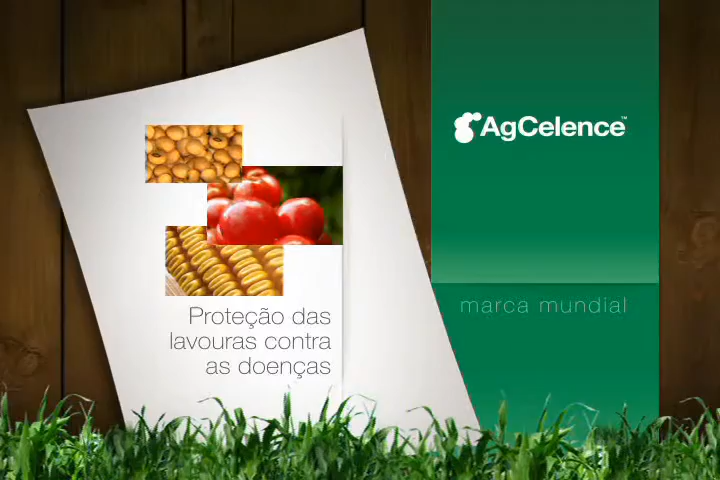 AgCelence™
marca mundial
Proteção das
lavouras contra
as doenças